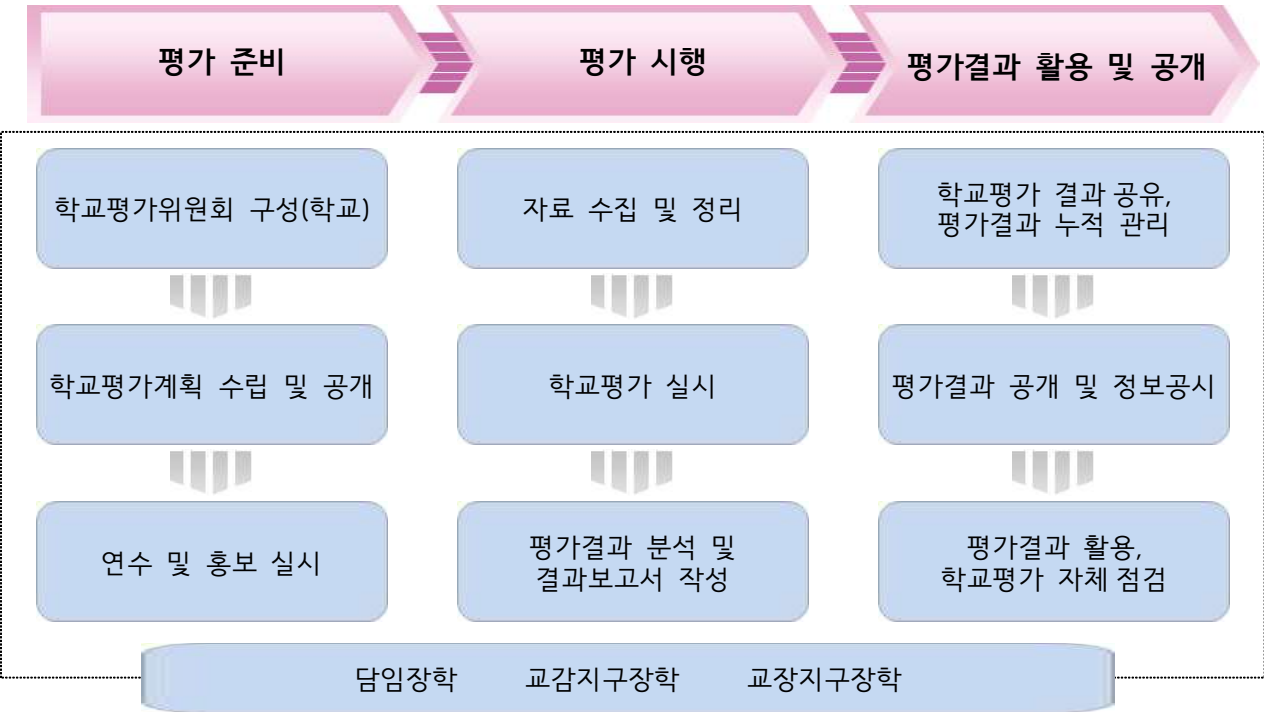 평가 준비
평가 시행
평가결과 활용 및 공개
학교평가위원회 구성(학교)
학교평가계획 수립 및 공개
연수 및 홍보 실시
자료 수집 및 정리
학교평가 실시
평가결과 분석 및
결과보고서 작성
학교평가 결과 공유,
평가결과 누적 관리
평가결과 공개 및 정보공시
평가결과 활용,
학교평가 자체 점검
담임장학 교감지구장학 교장지구장학